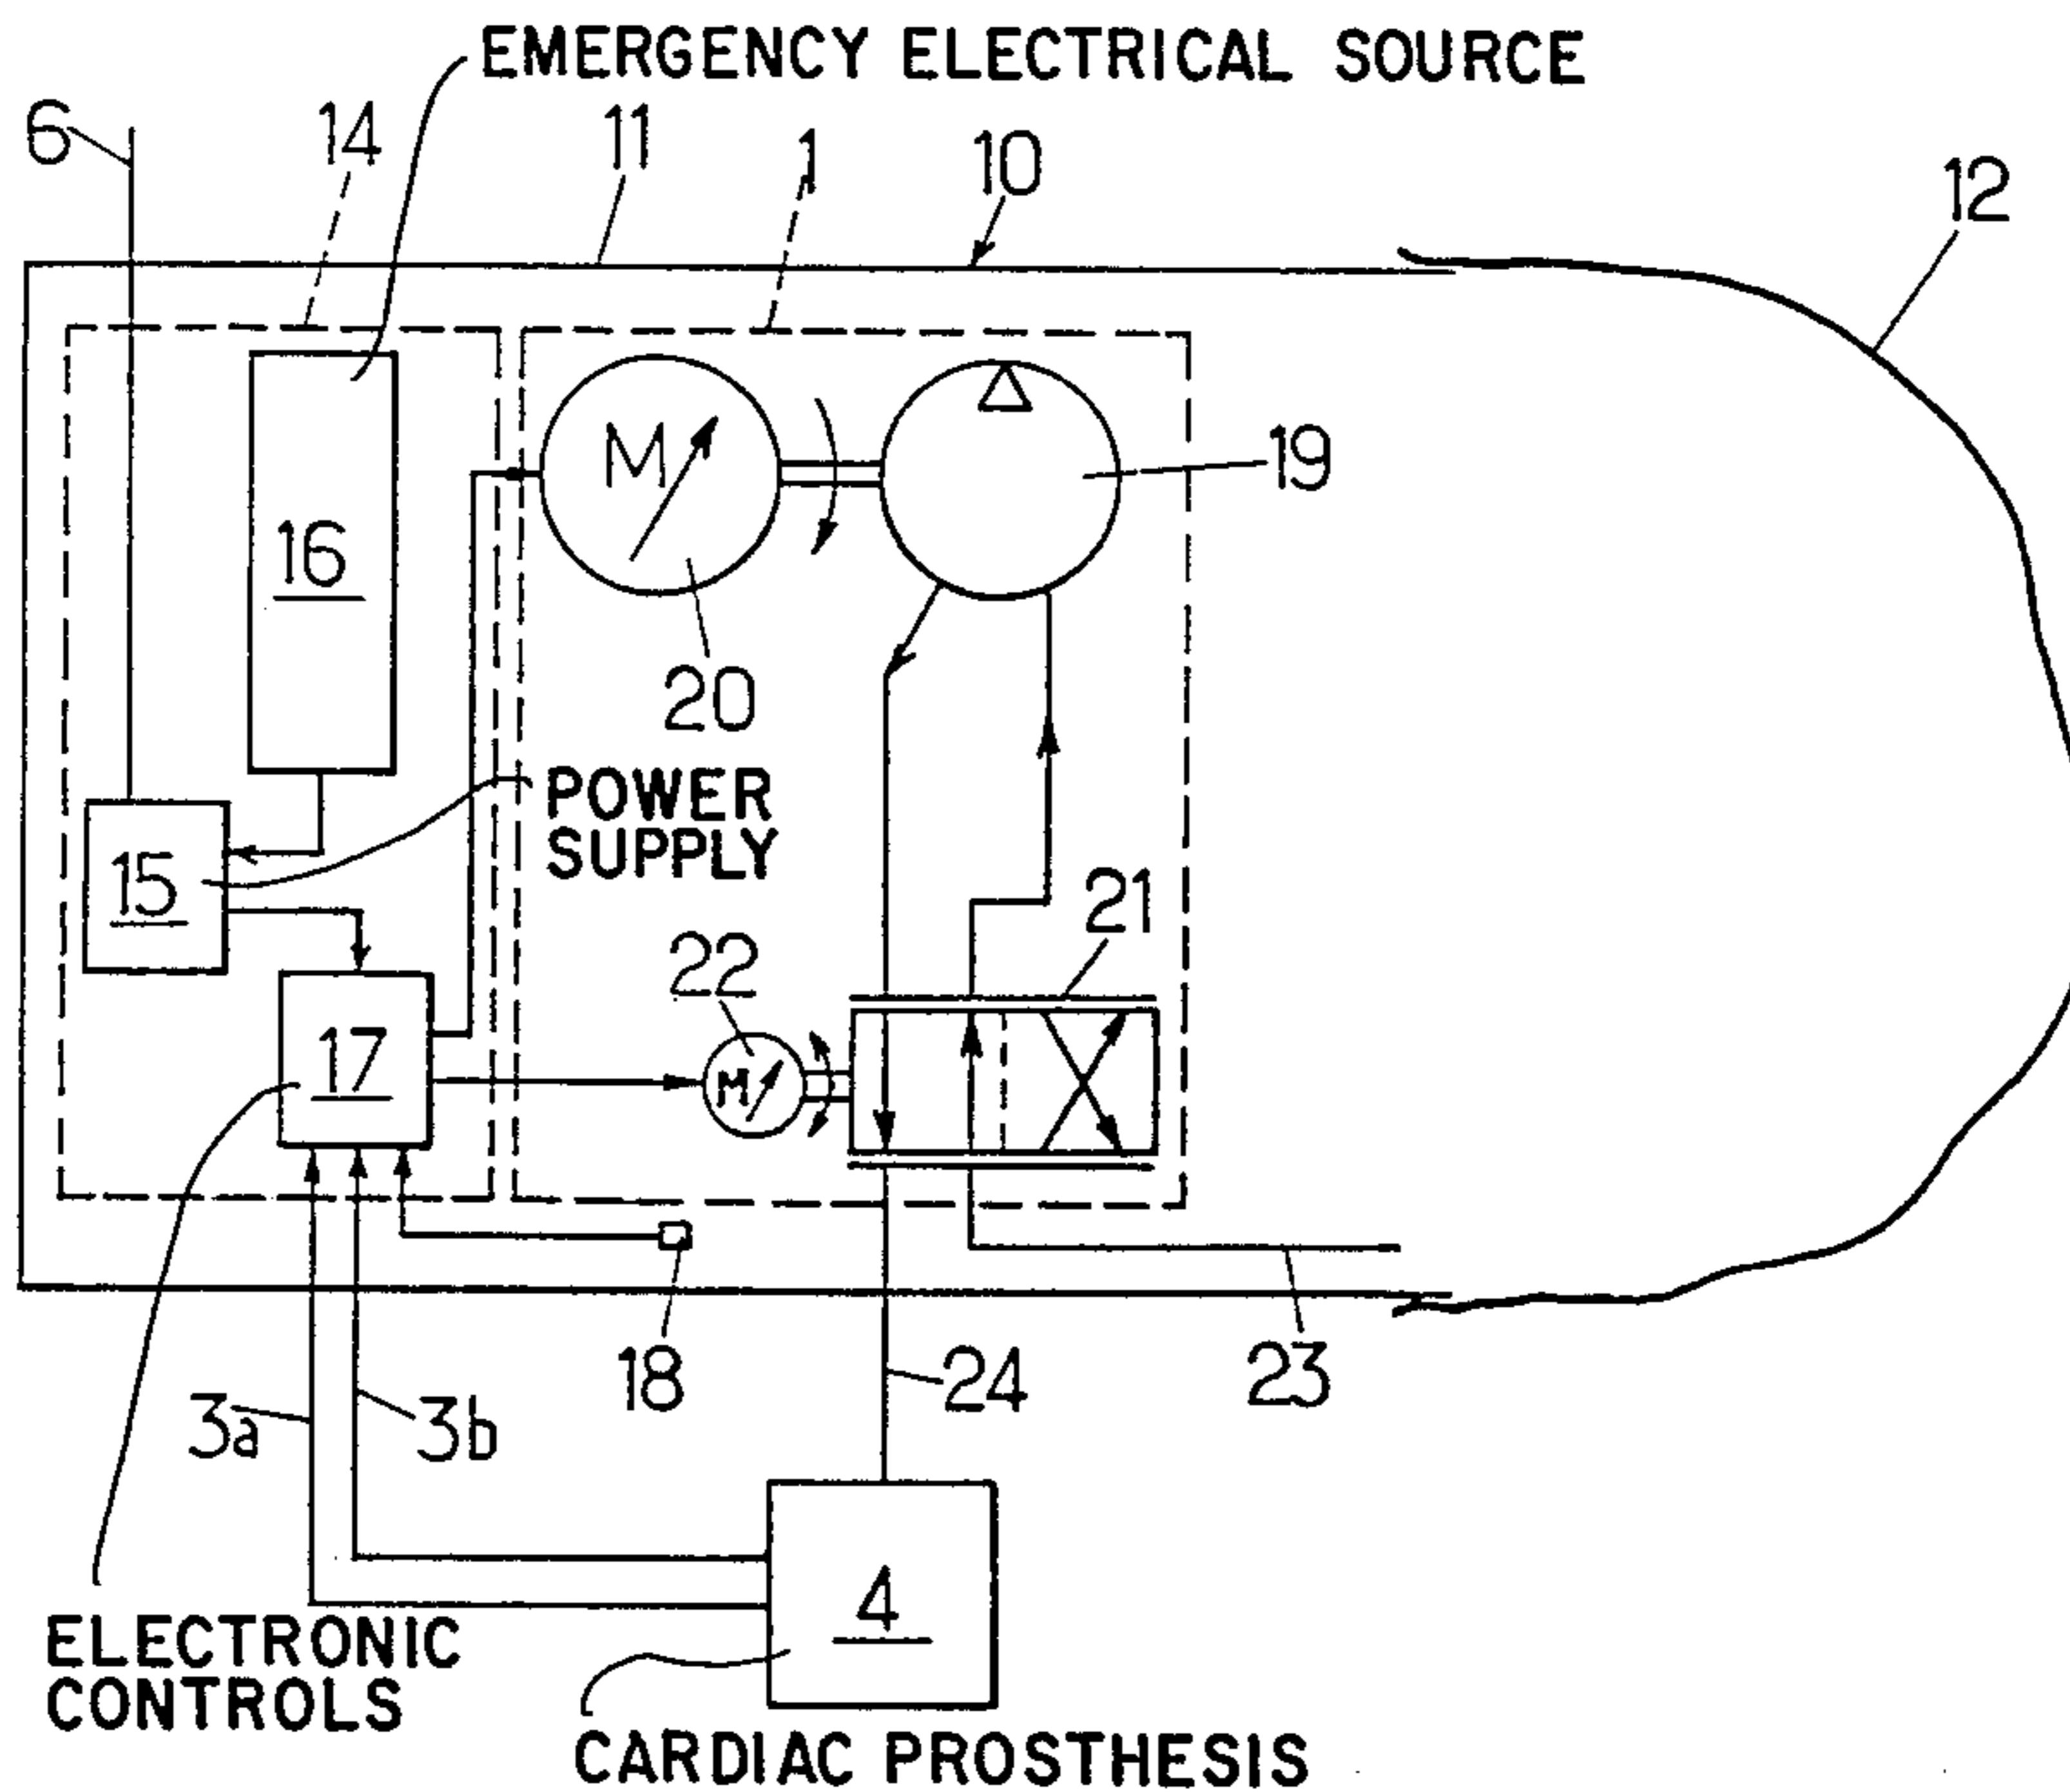 EMERGENCY ELECTRICAL SOURCE
6
14
11
1
10
12
M
19
16
20
POWER
SUPPLY
15
21
22
17
M
18
24
23
3a
3b
4
ELECTRONIC
CONTROLS
CARDIAC PROSTHESIS